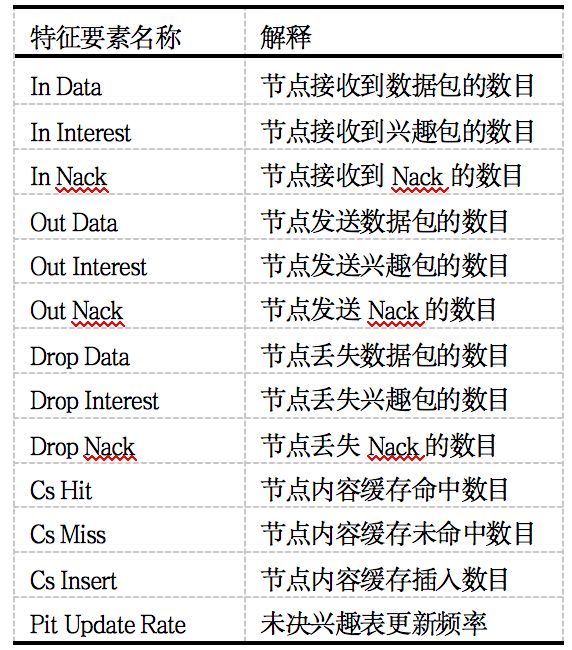 特征要素名称 解释
In Data 节点接收到数据包的数目
In Interest 节点接收到兴趣包的数目
In Nack 节点接收到 Nack 的数目
Out Data 节点发送数据包的数目
Out Interest 节点发送兴趣包的数目
Out Nack 节点发送 Nack 的数目
Drop Data 节点丢失数据包的数目
Drop Interest 节点丢失兴趣包的数目
Drop Nack 节点丢失 Nack 的数目
Cs Hit 节点内容缓存命中数目
Cs Miss 节点内容缓存未命中数目
Cs Insert 节点内容缓存插入数目
Pit Update Rate 未决兴趣表更新频率